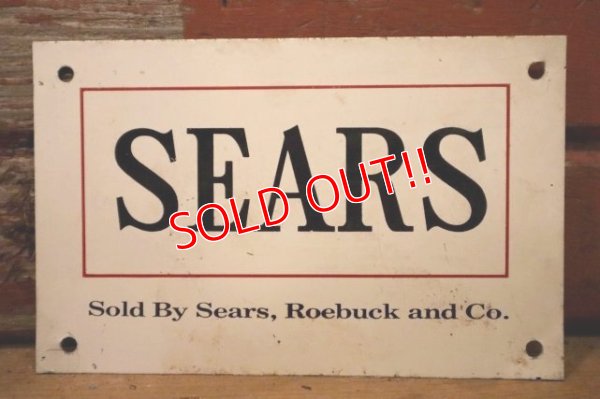 SEARS
SOLD OUT!!
Sold By Sears, Roebuck and Co.